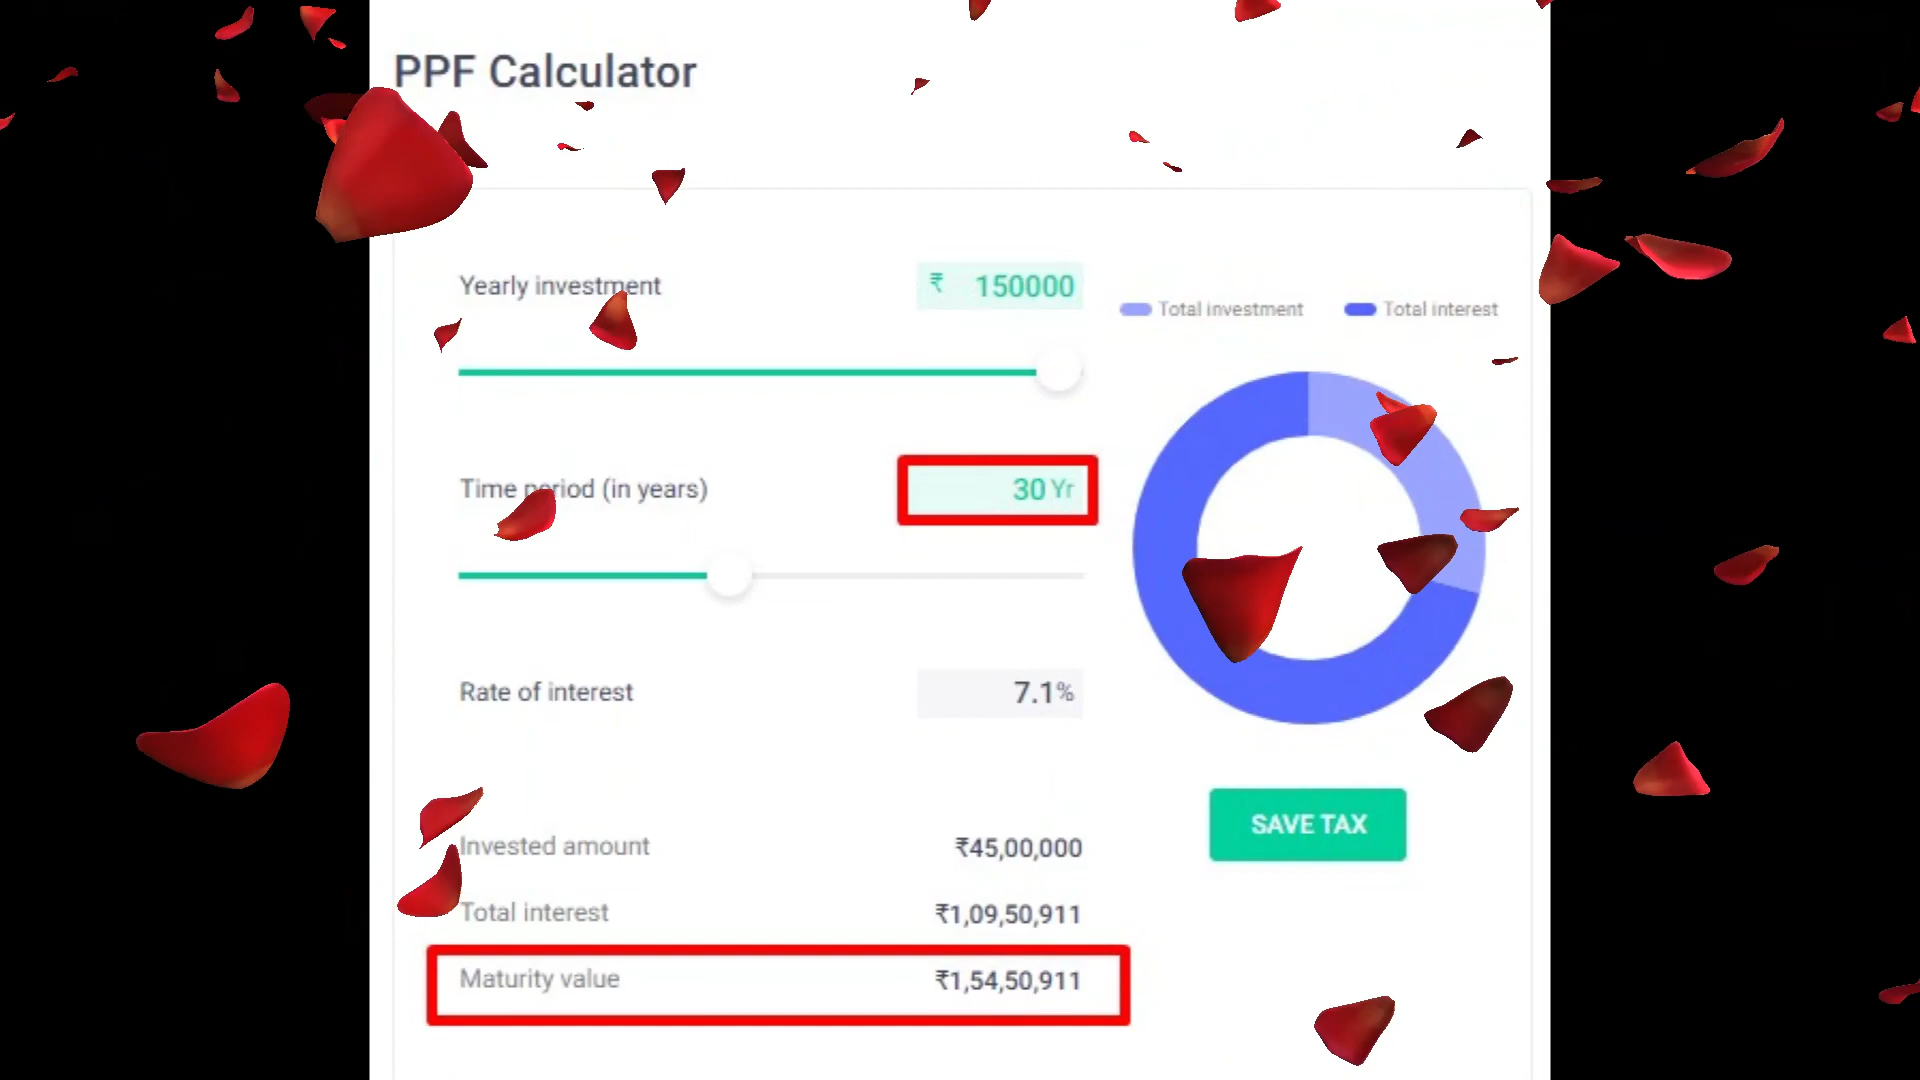 PPF Calculator
Yearly investment
₹ 150000
Total investment
Total interest
Time period (in years)
30 Yr
Rate of interest
7.1%
SAVE TAX
Invested amount
₹45,00,000
Total interest
₹1,09,50,911
Maturity value
₹1,54,50,911